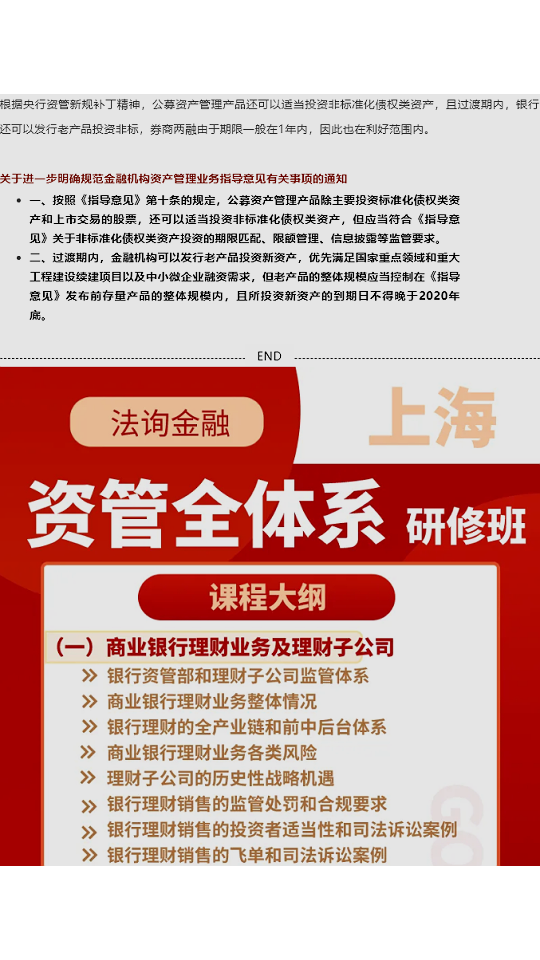 根据央行资管新规补丁精神，公募资产管理产品还可以适当投资非标准化债权类资产，且过渡期内，银行
还可以发行老产品投资非标，券商两融由于期限一般在1年内，因此也在利好范围内。
关于进一步明确规范金融机构资产管理业务指导意见有关事项的通知
一、按照《指导意见》第十条的规定，公募资产管理产品除主要投资标准化债权类资
产和上市交易的股票，还可以适当投资非标准化债权类资产，但应当符合《指导意
见》关于非标准化债权类资产投资的期限匹配、限额管理、信息披露等监管要求。
二、过渡期内，金融机构可以发行老产品投资新资产，优先满足国家重点领域和重大
工程建设续建项目以及中小微企业融资需求，但老产品的整体规模应当控制在《指导
意见》发布前存量产品的整体规模内，且所投资新资产的到期日不得晚于2020年
底。
END
法询金融
上海
资管全体系 研修班
课程大纲
（一）商业银行理财业务及理财子公司
银行资管部和理财子公司监管体系
商业银行理财业务整体情况
银行理财的全产业链和前中后台体系
商业银行理财业务各类风险
理财子公司的历史性战略机遇
银行理财销售的监管处罚和合规要求
银行理财销售的投资者适当性和司法诉讼案例
银行理财销售的飞单和司法诉讼案例
GO